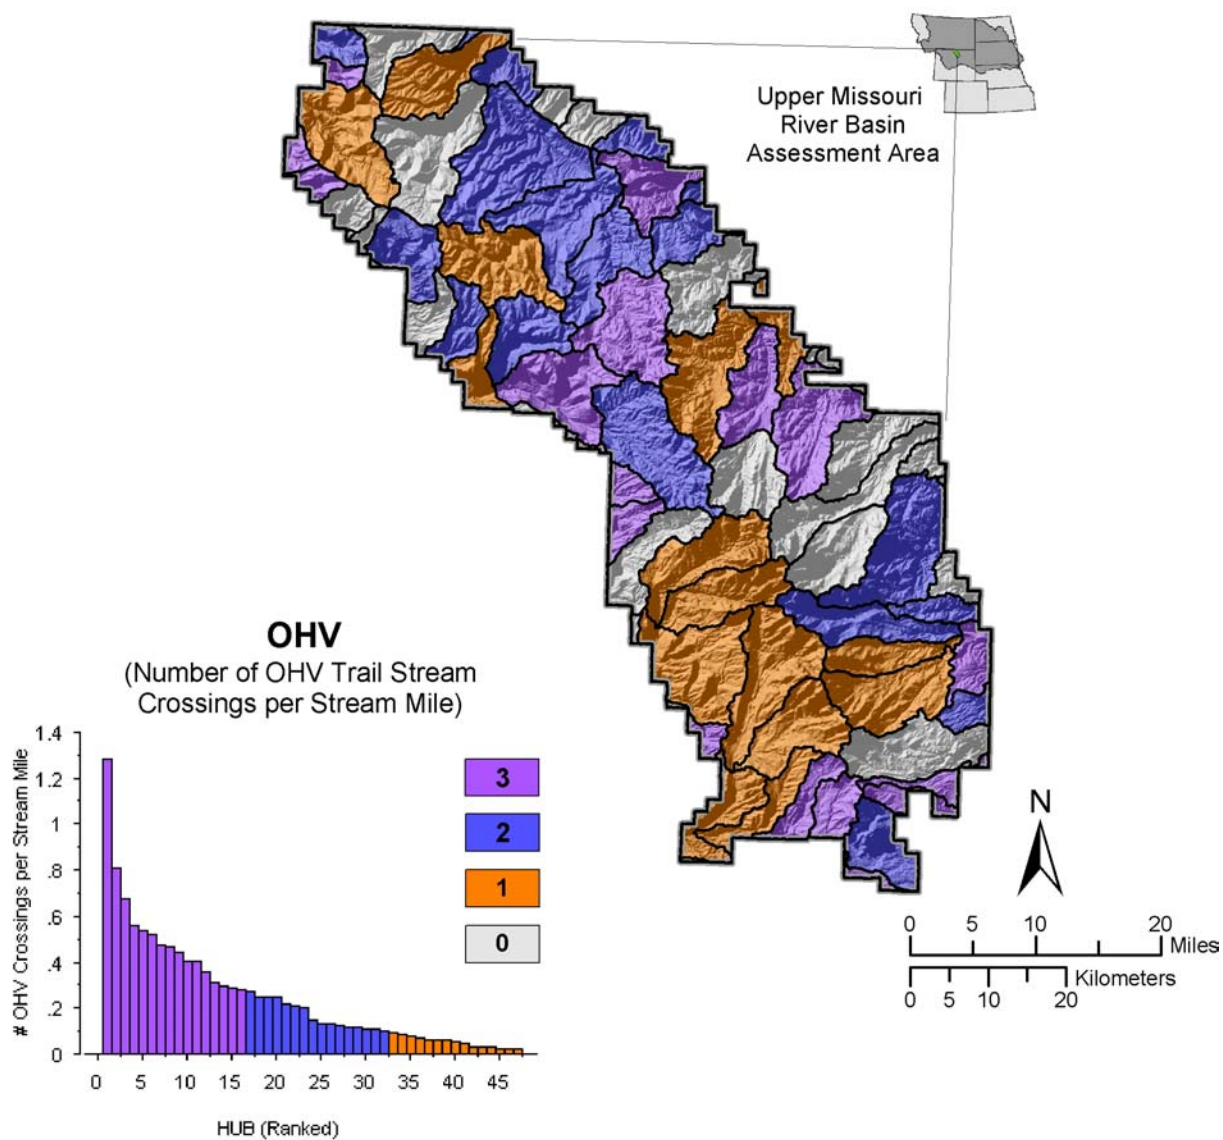 Upper Missouri
River Basin
Assessment Area
OHV
(Number of OHV Trail Stream
Crossings per Stream Mile)
# OHV Crossings per Stream Mile
1.4
1.2
1
.8
.6
.4
.2
0
0 5 10 15 20 25 30 35 40 45
HUB (Ranked)
3
2
1
0
N
0 10 20
Miles
Kilometers
0 5 10 20